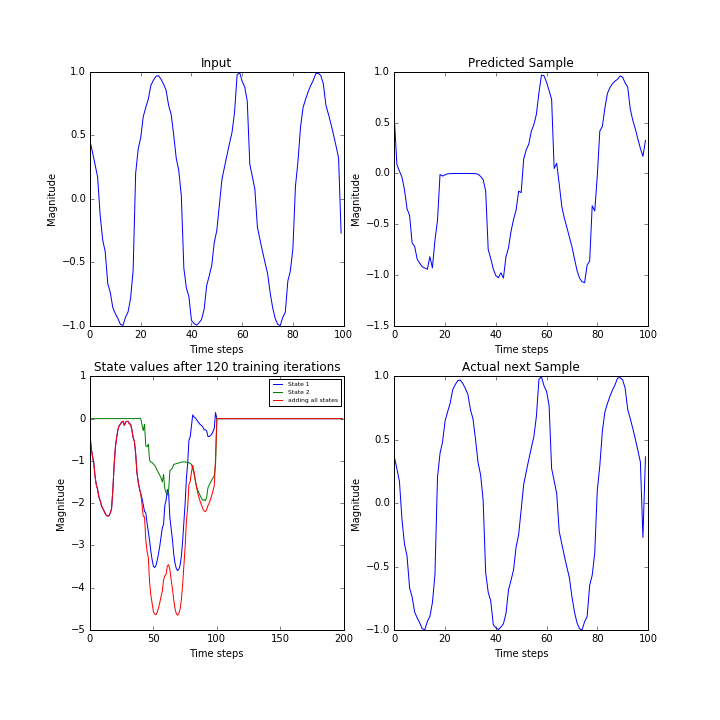 Input
1.0
0.5
0.0
−0.5
−1.0
Magnitude
0 20 40 60 80 100
Time steps
Predicted Sample
1.0
0.5
0.0
−0.5
−1.0
−1.5
Magnitude
0 20 40 60 80 100
Time steps
State values after 120 training iterations
1
0
−1
−2
−3
−4
−5
Magnitude
State 1
State 2
adding all states
0 50 100 150 200
Time steps
Actual next Sample
1.0
0.5
0.0
−0.5
−1.0
Magnitude
0 20 40 60 80 100
Time steps